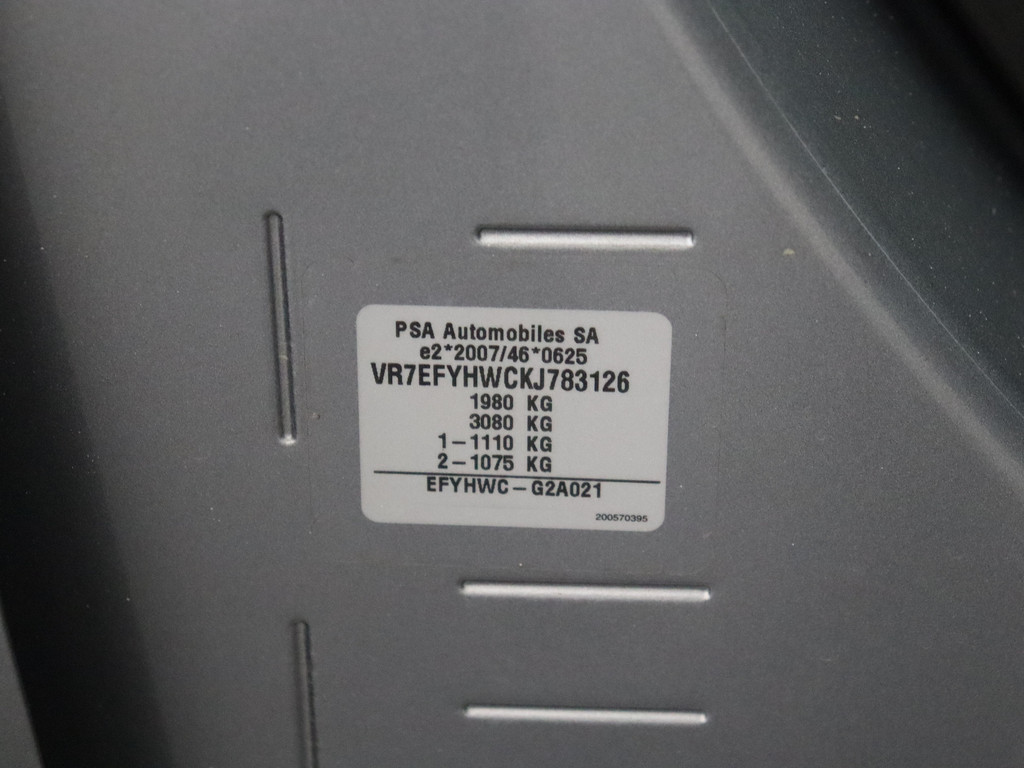 PSA Automobiles SA
e2*2007/46*0625
VR7EFYHWCKJ783126
1980 KG
3080 KG
1-1110 KG
2-1075 KG
EFYHWC-G2A021
200570395